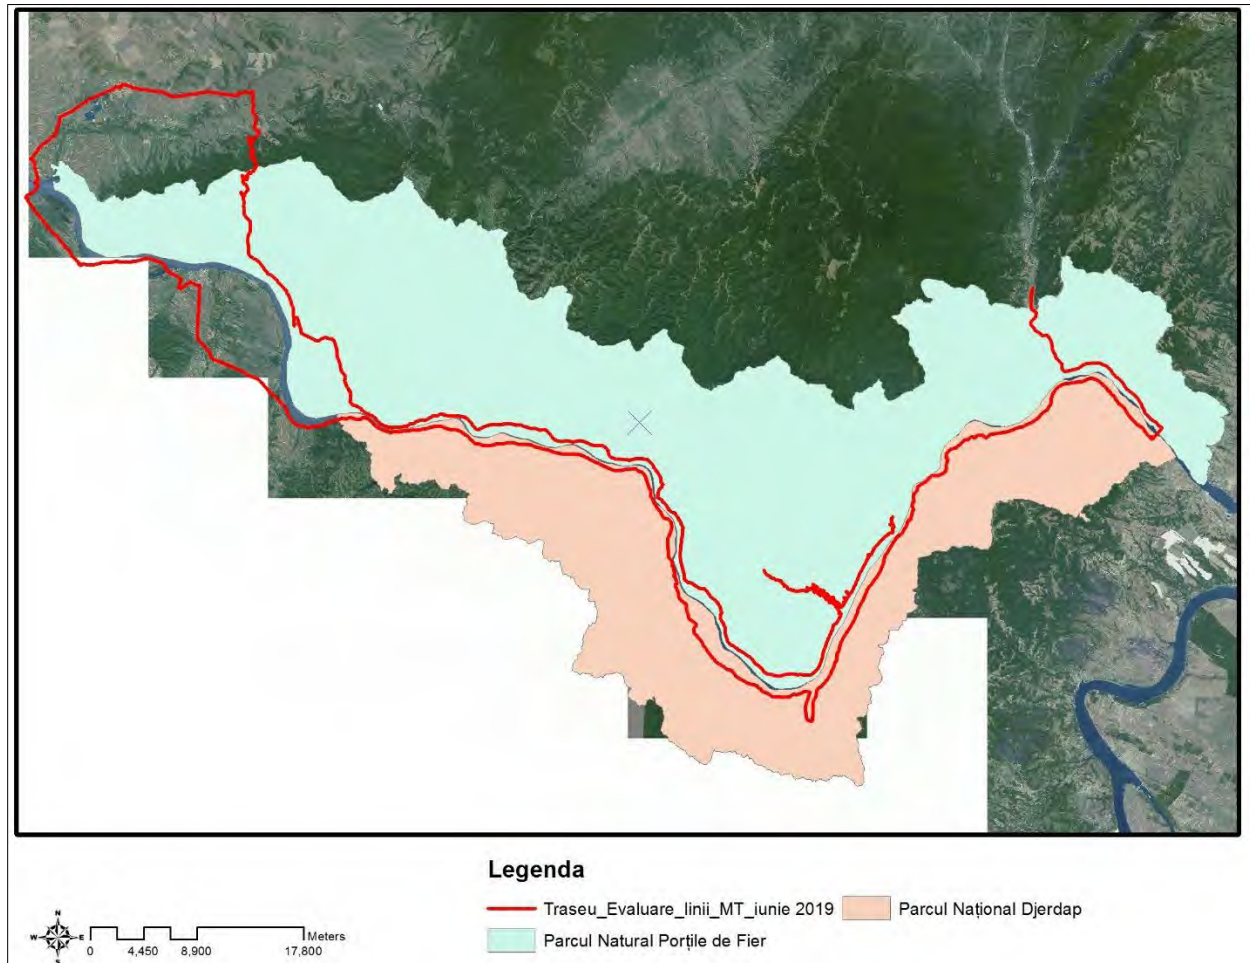 Legenda
Traseu_Evaluare_linii_MT_iunie 2019
Parcul Național Djerdap
Parcul Natural Porțile de Fier
N
W
E
S
Meters
0
4,450
8,900
17,800